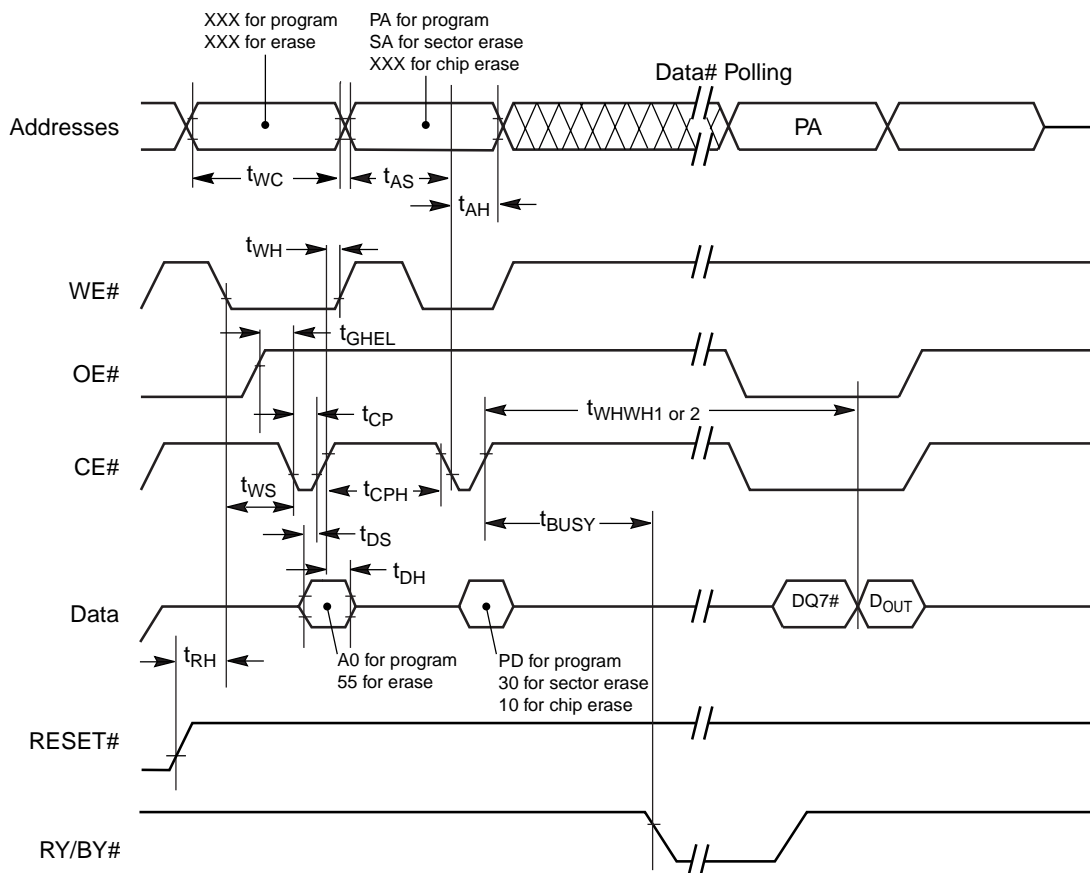 XXX for program
XXX for erase
PA for program
SA for sector erase
XXX for chip erase
Data# Polling
Addresses
PA
tWC
tAS
tAH
tWH
WE#
tGHEL
OE#
tWHWH1 or 2
tCP
CE#
tWS
tCPH
tBUSY
tDS
tDH
Data
DQ7#
DOUT
tRH
A0 for program
55 for erase
PD for program
30 for sector erase
10 for chip erase
RESET#
RY/BY#